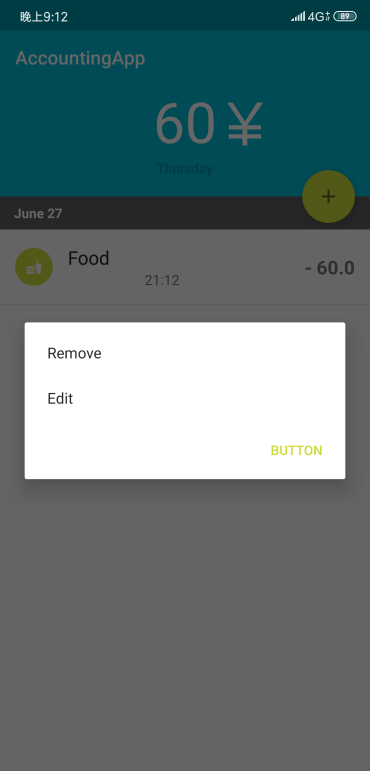 晚上9:12
4G+
89
AccountingApp
60￥
Thursday
+
June 27
Food
21:12
- 60.0
Remove
Edit
BUTTON